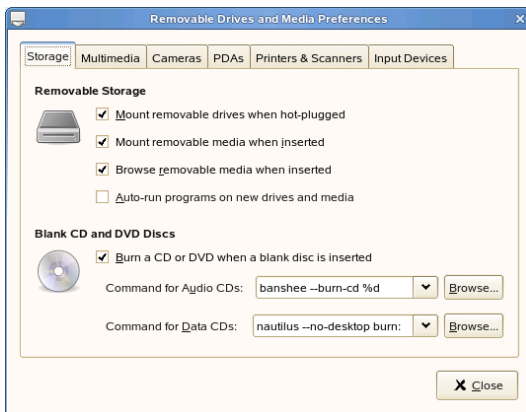 Removable Drives and Media Preferences
Storage Multimedia Cameras PDAs Printers & Scanners Input Devices
Removable Storage
Mount removable drives when hot-plugged
Mount removable media when inserted
Browse removable media when inserted
Auto-run programs on new drives and media
Blank CD and DVD Discs
Burn a CD or DVD when a blank disc is inserted
Command for Audio CDs: banshee --burn-cd %d Browse...
Command for Data CDs: nautilus --no-desktop burn: Browse...
Close